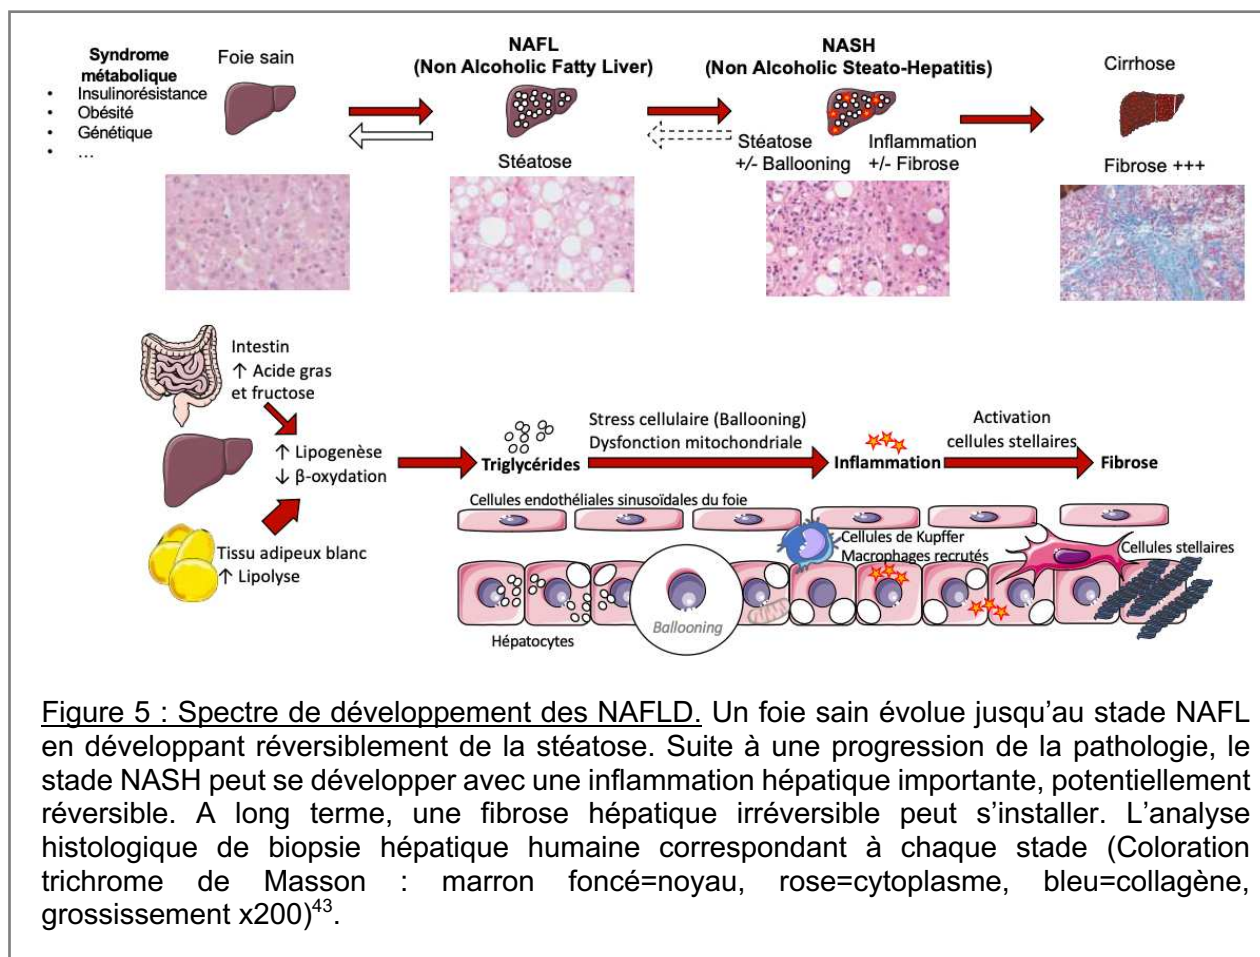 Syndrome
métabolique
• Insulinorésistance
• Obésité
• Génétique
• ...
Foie sain
NAFL
(Non Alcoholic Fatty Liver)
Stéatose
NASH
(Non Alcoholic Steato-Hepatitis)
Stéatose
+/- Ballooning
Inflammation
+/- Fibrose
Cirrhose
Fibrose +++
Intestin
↑ Acide gras
et fructose
↑ Lipogenèse
↓ β-oxydation
Tissu adipeux blanc
↑ Lipolyse
Triglycérides
Stress cellulaire (Ballooning)
Dysfonction mitochondriale
Inflammation
Activation
cellules stellaires
Fibrose
Cellules endothéliales sinusoïdales du foie
Cellules de Kupffer
Macrophages recrutés
Cellules stellaires
Ballooning
Hépatocytes
Figure 5 : Spectre de développement des NAFLD. Un foie sain évolue jusqu'au stade NAFL
en développant réversiblement de la stéatose. Suite à une progression de la pathologie, le
stade NASH peut se développer avec une inflammation hépatique importante, potentiellement
réversible. A long terme, une fibrose hépatique irréversible peut s'installer. L'analyse
histologique de biopsie hépatique humaine correspondant à chaque stade (Coloration
trichrome de Masson : marron foncé=noyau, rose=cytoplasme, bleu=collagène,
grossissement x200)43.